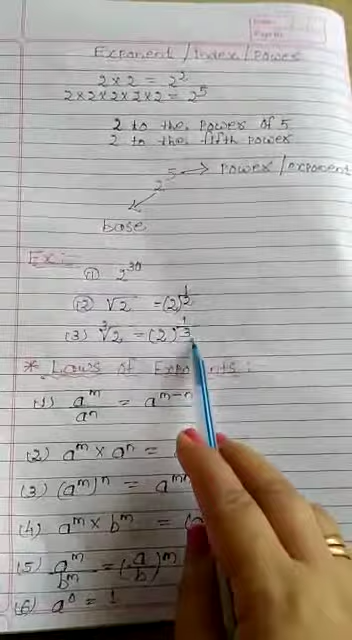 Exponent / Index / Power
2 × 2 = 2²
2×2×2×2×2 = 2⁵
2 to the power of 5
2 to the fifth power
2⁵ → power / exponent
base
Ex:-
(1) 2³⁰
(2) √2 = (2)^(1/2)
(3) ³√2 = (2)^(1/3)
* Laws of Exponents :
(1) aᵐ/aⁿ = aᵐ⁻ⁿ
(2) aᵐ × aⁿ =
(3) (aᵐ)ⁿ = aᵐⁿ
(4) aᵐ × bᵐ = (a
(5) aᵐ/bᵐ = (a/b)ᵐ
(6) a⁰ = 1